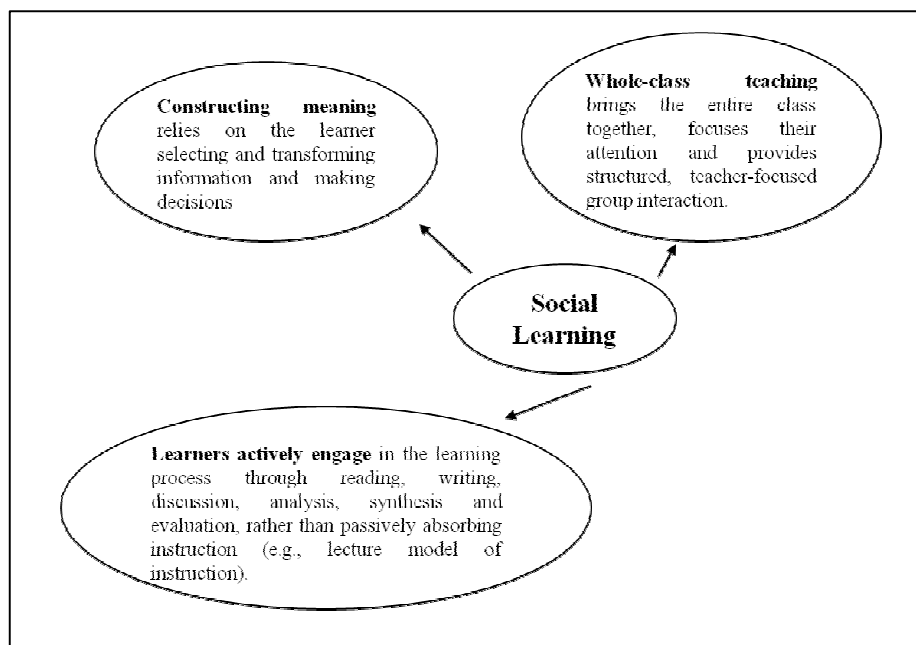 Constructing meaning
relies on the learner
selecting and transforming
information and making
decisions
Whole-class teaching
brings the entire class
together, focuses their
attention and provides
structured, teacher-focused
group interaction.
Social
Learning
Learners actively engage in the learning
process through reading, writing,
discussion, analysis, synthesis and
evaluation, rather than passively absorbing
instruction (e.g., lecture model of
instruction).